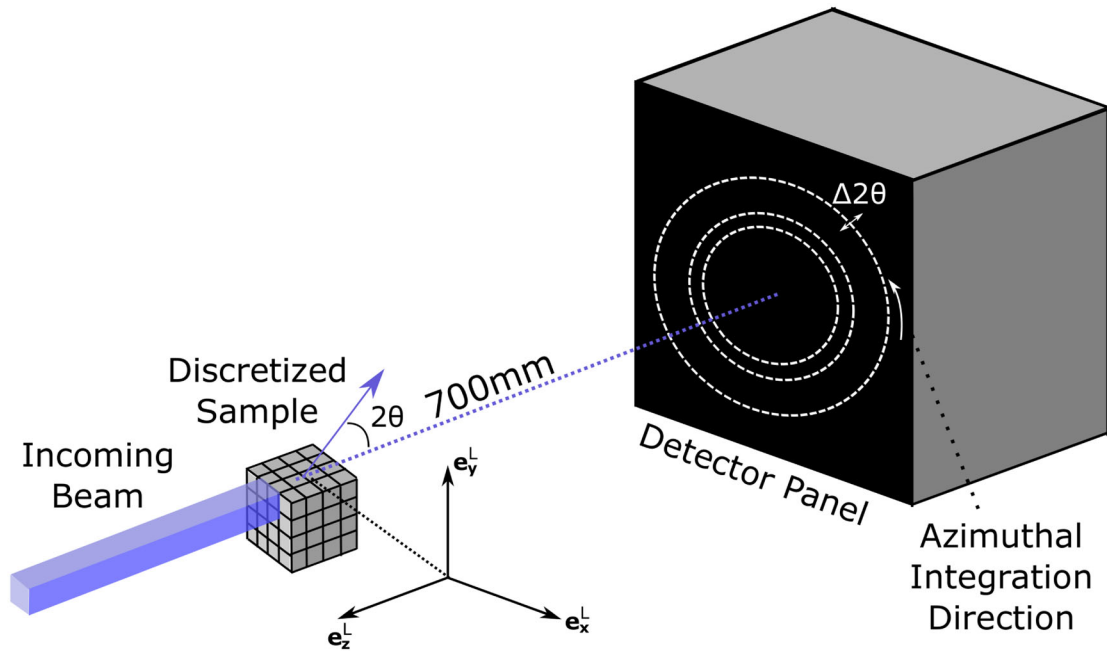 Δ2θ
Discretized
Sample
2θ
700mm
Incoming
Beam
Detector Panel
e_y^L
e_x^L
e_z^L
Azimuthal
Integration
Direction